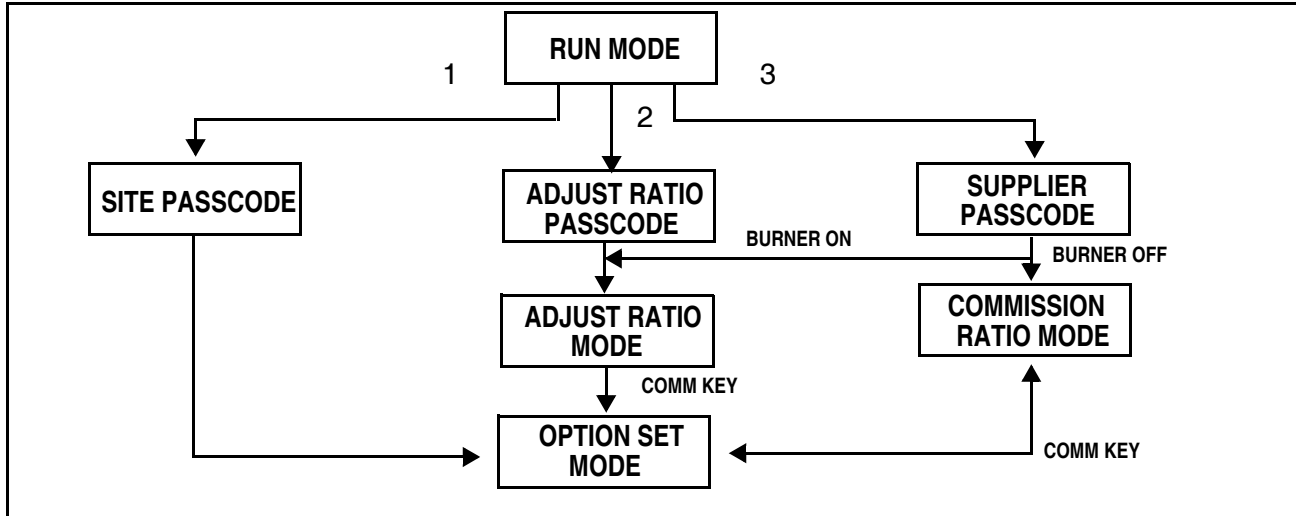 RUN MODE
1
3
2
SITE PASSCODE
ADJUST RATIO
PASSCODE
SUPPLIER
PASSCODE
BURNER ON
BURNER OFF
ADJUST RATIO
MODE
COMMISSION
RATIO MODE
COMM KEY
OPTION SET
MODE
COMM KEY